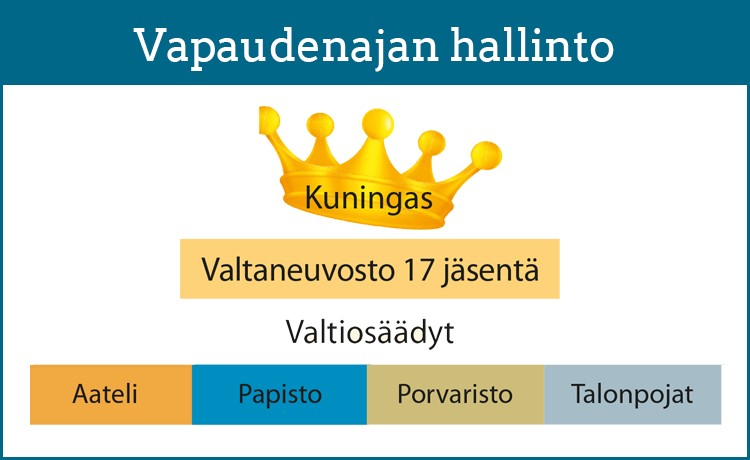 Vapaudenajan hallinto
Kuningas
Valtaneuvosto 17 jäsentä
Valtiosäädyt
Aateli Papisto Porvaristo Talonpojat